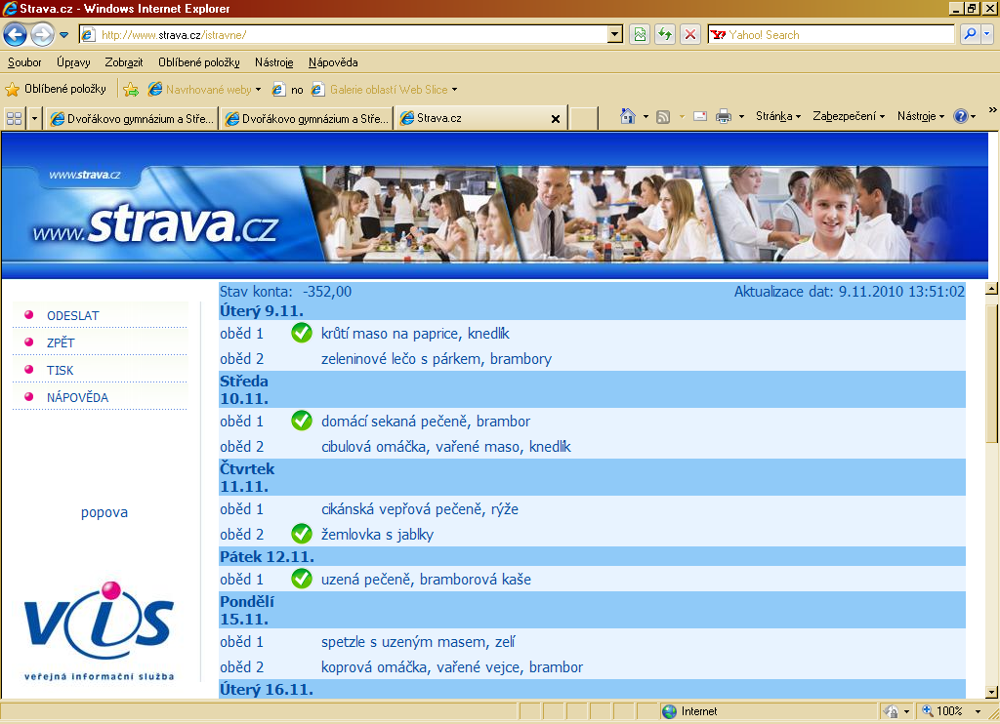 Strava.cz - Windows Internet Explorer
http://www.strava.cz/istravne/
Yahoo! Search
Soubor Úpravy Zobrazit Oblíbené položky Nástroje Nápověda
Oblíbené položky Navrhované weby no Galerie oblastí Web Slice
Dvořákovo gymnázium a Stře... Dvořákovo gymnázium a Stře... Strava.cz Stránka Zabezpečení Nástroje
www.strava.cz
www.strava.cz
Stav konta: -352,00 Aktualizace dat: 9.11.2010 13:51:02
Úterý 9.11.
oběd 1 krůtí maso na paprice, knedlík
oběd 2 zeleninové lečo s párkem, brambory
Středa
10.11.
oběd 1 domácí sekaná pečeně, brambor
oběd 2 cibulová omáčka, vařené maso, knedlík
Čtvrtek
11.11.
oběd 1 cikánská vepřová pečeně, rýže
oběd 2 žemlovka s jablky
Pátek 12.11.
oběd 1 uzená pečeně, bramborová kaše
Pondělí
15.11.
oběd 1 spetzle s uzeným masem, zelí
oběd 2 koprová omáčka, vařené vejce, brambor
Úterý 16.11.
ODESLAT
ZPĚT
TISK
NÁPOVĚDA
popova
vis
veřejná informační služba
Internet 100%